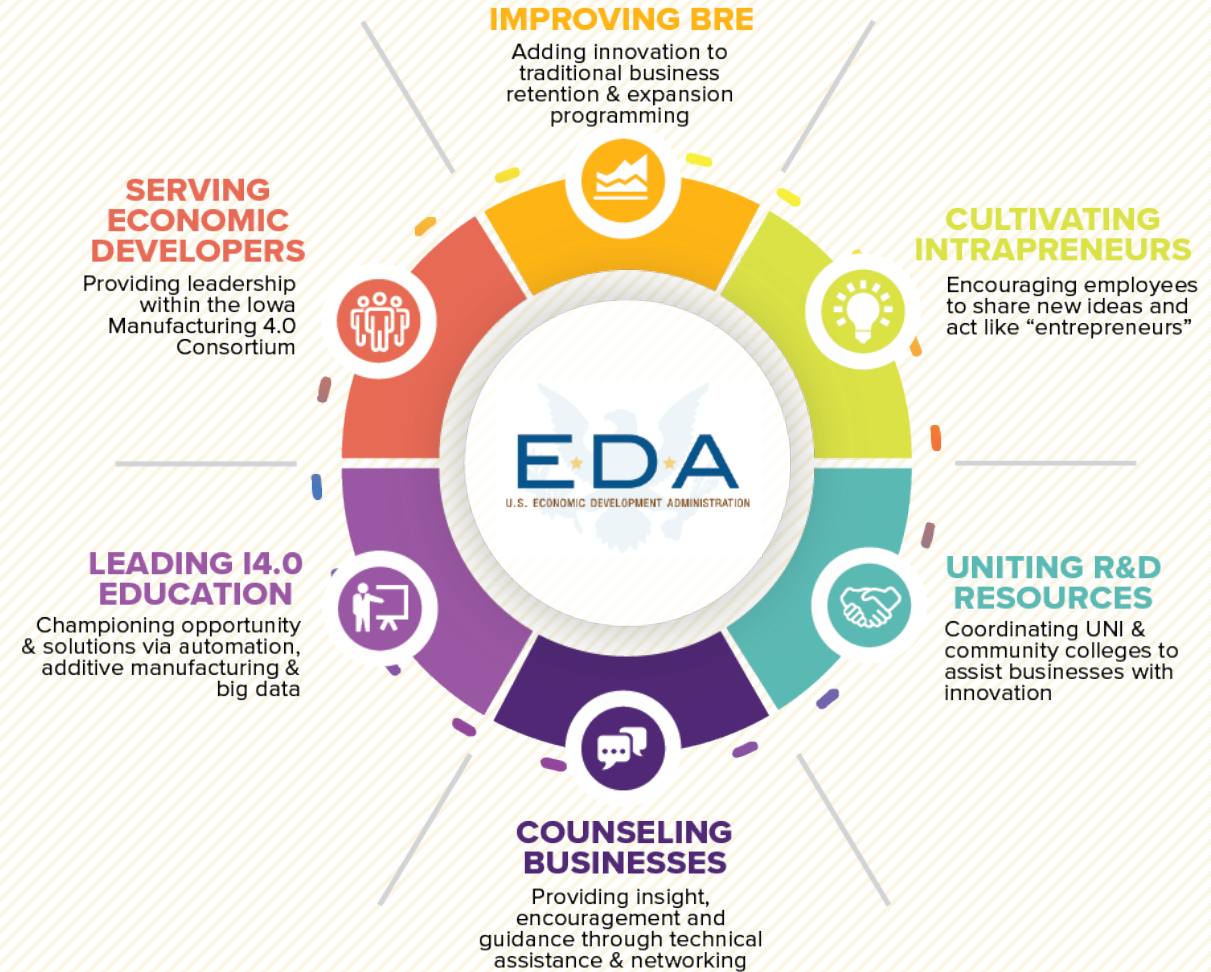 IMPROVING BRE
Adding innovation to
traditional business
retention & expansion
programming
CULTIVATING
INTRAPRENEURS
Encouraging employees
to share new ideas and
act like “entrepreneurs”
UNITING R&D
RESOURCES
Coordinating UNI &
community colleges to
assist businesses with
innovation
COUNSELING
BUSINESSES
Providing insight,
encouragement and
guidance through technical
assistance & networking
LEADING I4.0
EDUCATION
Championing opportunity
& solutions via automation,
additive manufacturing &
big data
SERVING
ECONOMIC
DEVELOPERS
Providing leadership
within the Iowa
Manufacturing 4.0
Consortium
EDA
U.S. ECONOMIC DEVELOPMENT ADMINISTRATION